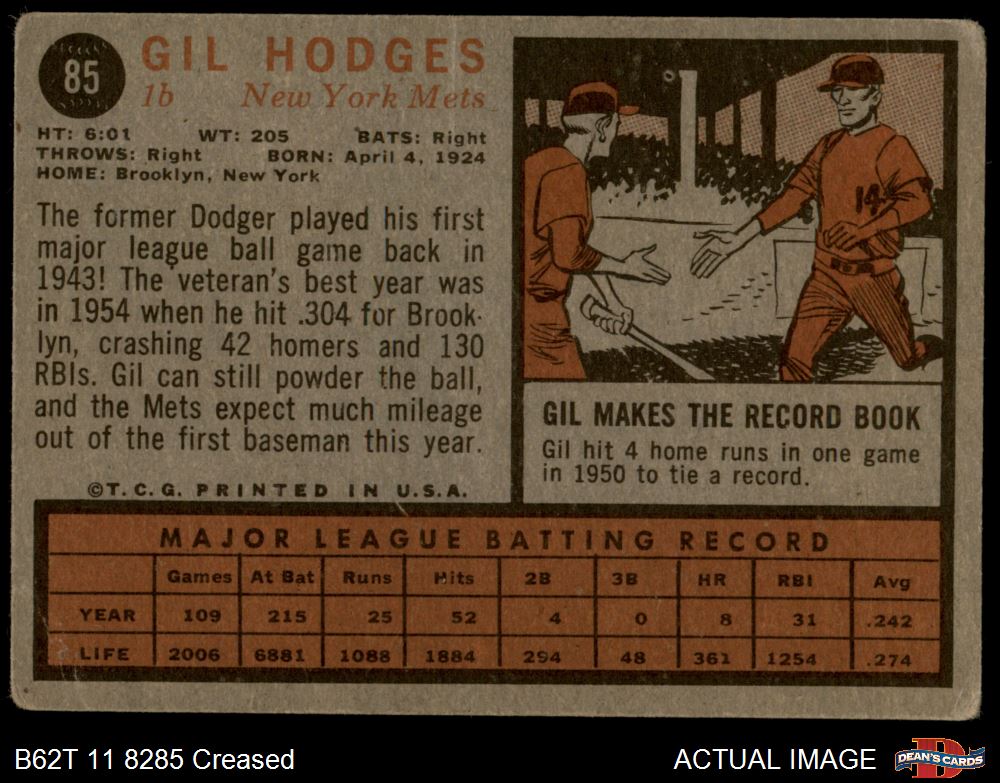 85
GIL HODGES
1b New York Mets
HT: 6:01 WT: 205 BATS: Right
THROWS: Right BORN: April 4, 1924
HOME: Brooklyn, New York
The former Dodger played his first
major league ball game back in
1943! The veteran's best year was
in 1954 when he hit .304 for Brook-
lyn, crashing 42 homers and 130
RBIs. Gil can still powder the ball,
and the Mets expect much mileage
out of the first baseman this year.
©T.C.G. PRINTED IN U.S.A.
14
GIL MAKES THE RECORD BOOK
Gil hit 4 home runs in one game
in 1950 to tie a record.
MAJOR LEAGUE BATTING RECORD
Games At Bat Runs Hits 2B 3B HR RBI Avg
YEAR 109 215 25 52 4 0 8 31 .242
LIFE 2006 6881 1088 1884 294 48 361 1254 .274
B62T 11 8285 Creased
ACTUAL IMAGE
D
DEAN'S CARDS